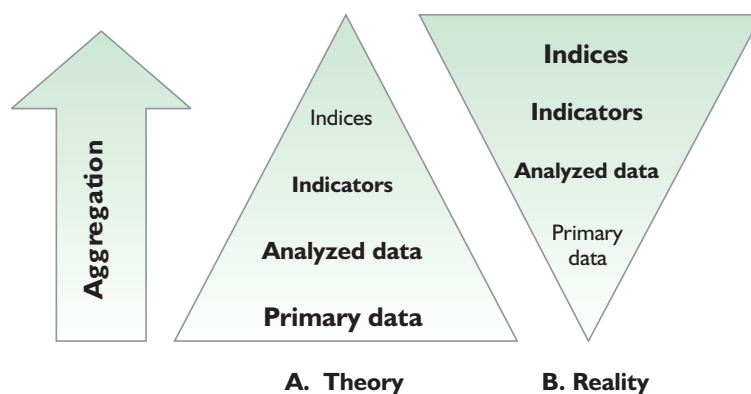 Aggregation
Indices
Indicators
Analyzed data
Primary data
A. Theory
Indices
Indicators
Analyzed data
Primary
data
B. Reality